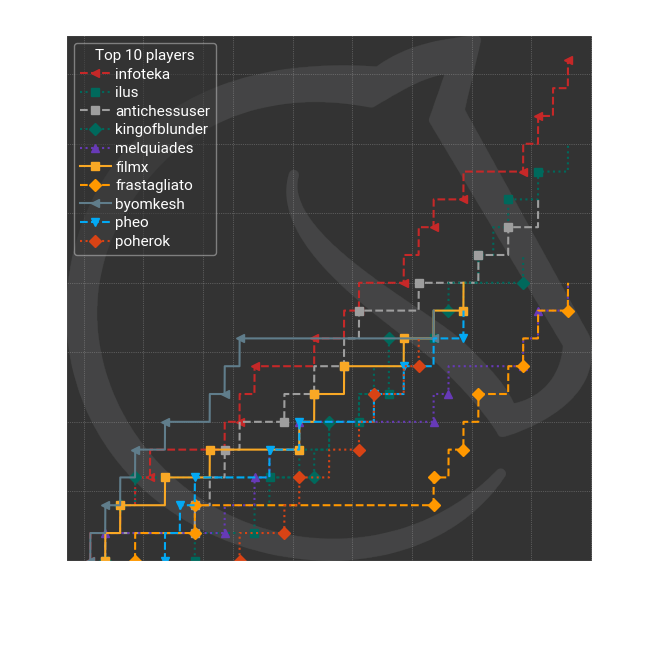 Top 10 players
infoteka
ilus
antichessuser
kingofblunder
melquiades
filmx
frastagliato
byomkesh
pheo
poherok